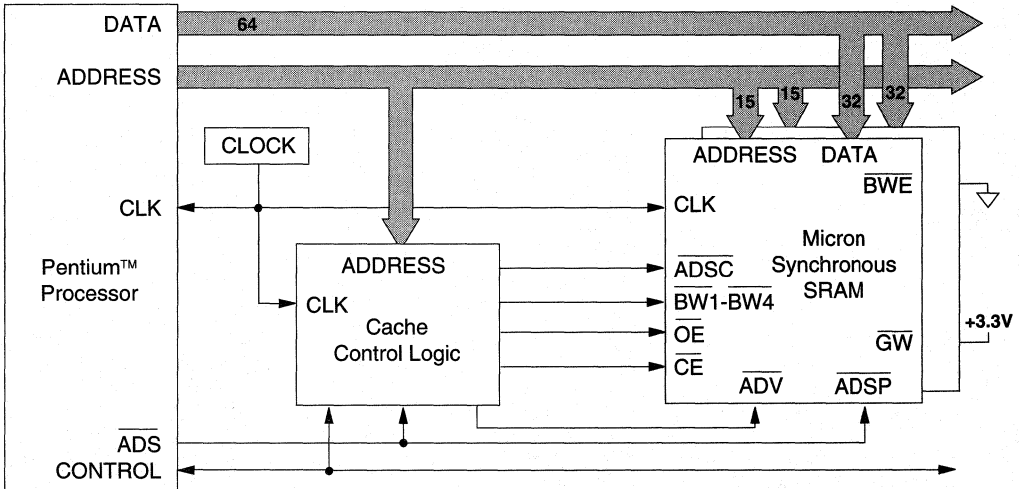 DATA
64
ADDRESS
15
15
32
32
CLOCK
ADDRESS DATA
BWE
CLK
CLK
Pentium™
Processor
ADDRESS
CLK
Cache
Control Logic
Micron
Synchronous
SRAM
ADSC
BW1-BW4
OE
CE
GW
+3.3V
ADV
ADSP
ADS
CONTROL